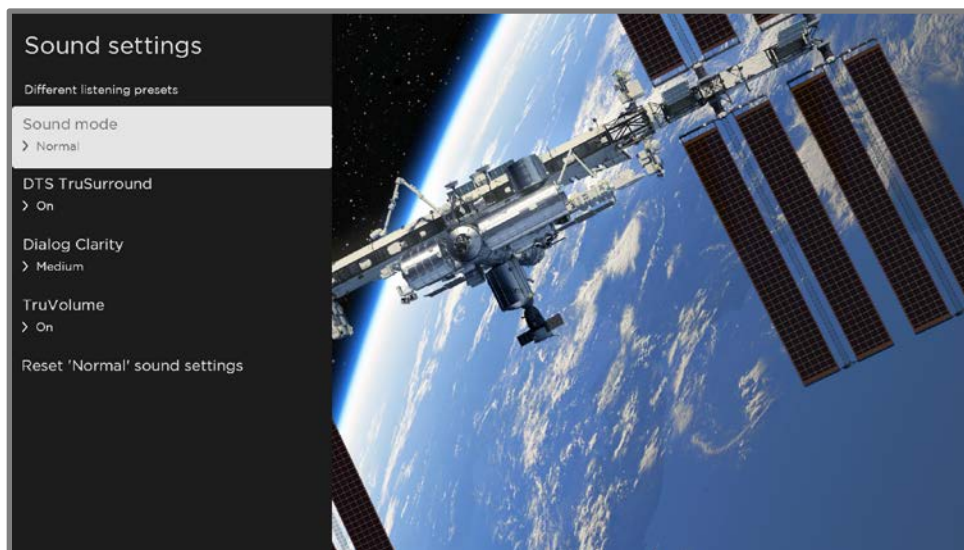 Sound settings
Different listening presets
Sound mode
> Normal
DTS TruSurround
> On
Dialog Clarity
> Medium
TruVolume
> On
Reset 'Normal' sound settings